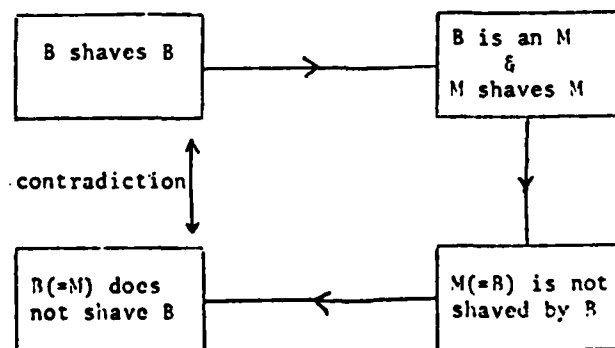 B shaves B
B is an M
&
M shaves M
contradiction
B(=M) does
not shave B
M(=B) is not
shaved by B